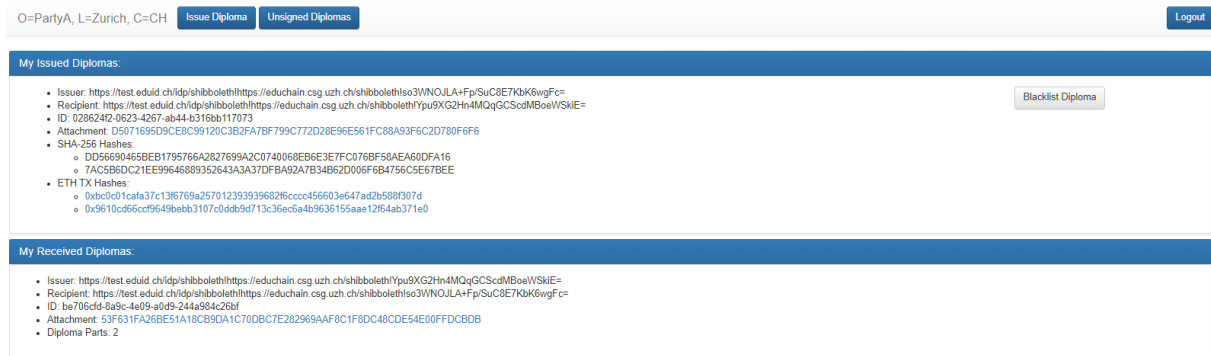 O=PartyA, L=Zurich, C=CH Issue Diploma Unsigned Diplomas Logout
My Issued Diplomas:
Issuer: https://test.eduid.ch/idp/shibboleth!https://educhain.csg.uzh.ch/shibboleth!so3WNOJLA+Fp/SuC8E7KbK6wgFc=
Recipient: https://test.eduid.ch/idp/shibboleth!https://educhain.csg.uzh.ch/shibboleth!Ypu9XG2Hn4MQqGCScdMBoeWSkiE=
Blacklist Diploma
ID: 028624f2-0623-4267-ab44-b316bb117073
Attachment: D5071695D9CE8C99120C3B2FA7BF799C772D28E96E561FC88A93F6C2D780F6F6
SHA-256 Hashes:
DD56690465BEB1795766A2827699A2C0740068EB6E3E7FC076BF58AEA60DFA16
7AC5B6DC21EE99646889352643A3A37DFBA92A7B34B62D006F6B4756C5E67BEE
ETH TX Hashes:
0xbc0c01cafa37c13f6769a257012393939682f6cccc456603e647ad2b588f307d
0x9610cd66ccf9649bebb3107c0ddb9d713c36ec6a4b9636155aae12f64ab371e0
My Received Diplomas:
Issuer: https://test.eduid.ch/idp/shibboleth!https://educhain.csg.uzh.ch/shibboleth!Ypu9XG2Hn4MQqGCScdMBoeWSkiE=
Recipient: https://test.eduid.ch/idp/shibboleth!https://educhain.csg.uzh.ch/shibboleth!so3WNOJLA+Fp/SuC8E7KbK6wgFc=
ID: be706cfd-8a9c-4e09-a0d9-244a984c26bf
Attachment: 53F631FA26BE51A18CB9DA1C70DBC7E282969AAF8C1F8DC48CDE54E00FFDCBDB
Diploma Parts: 2